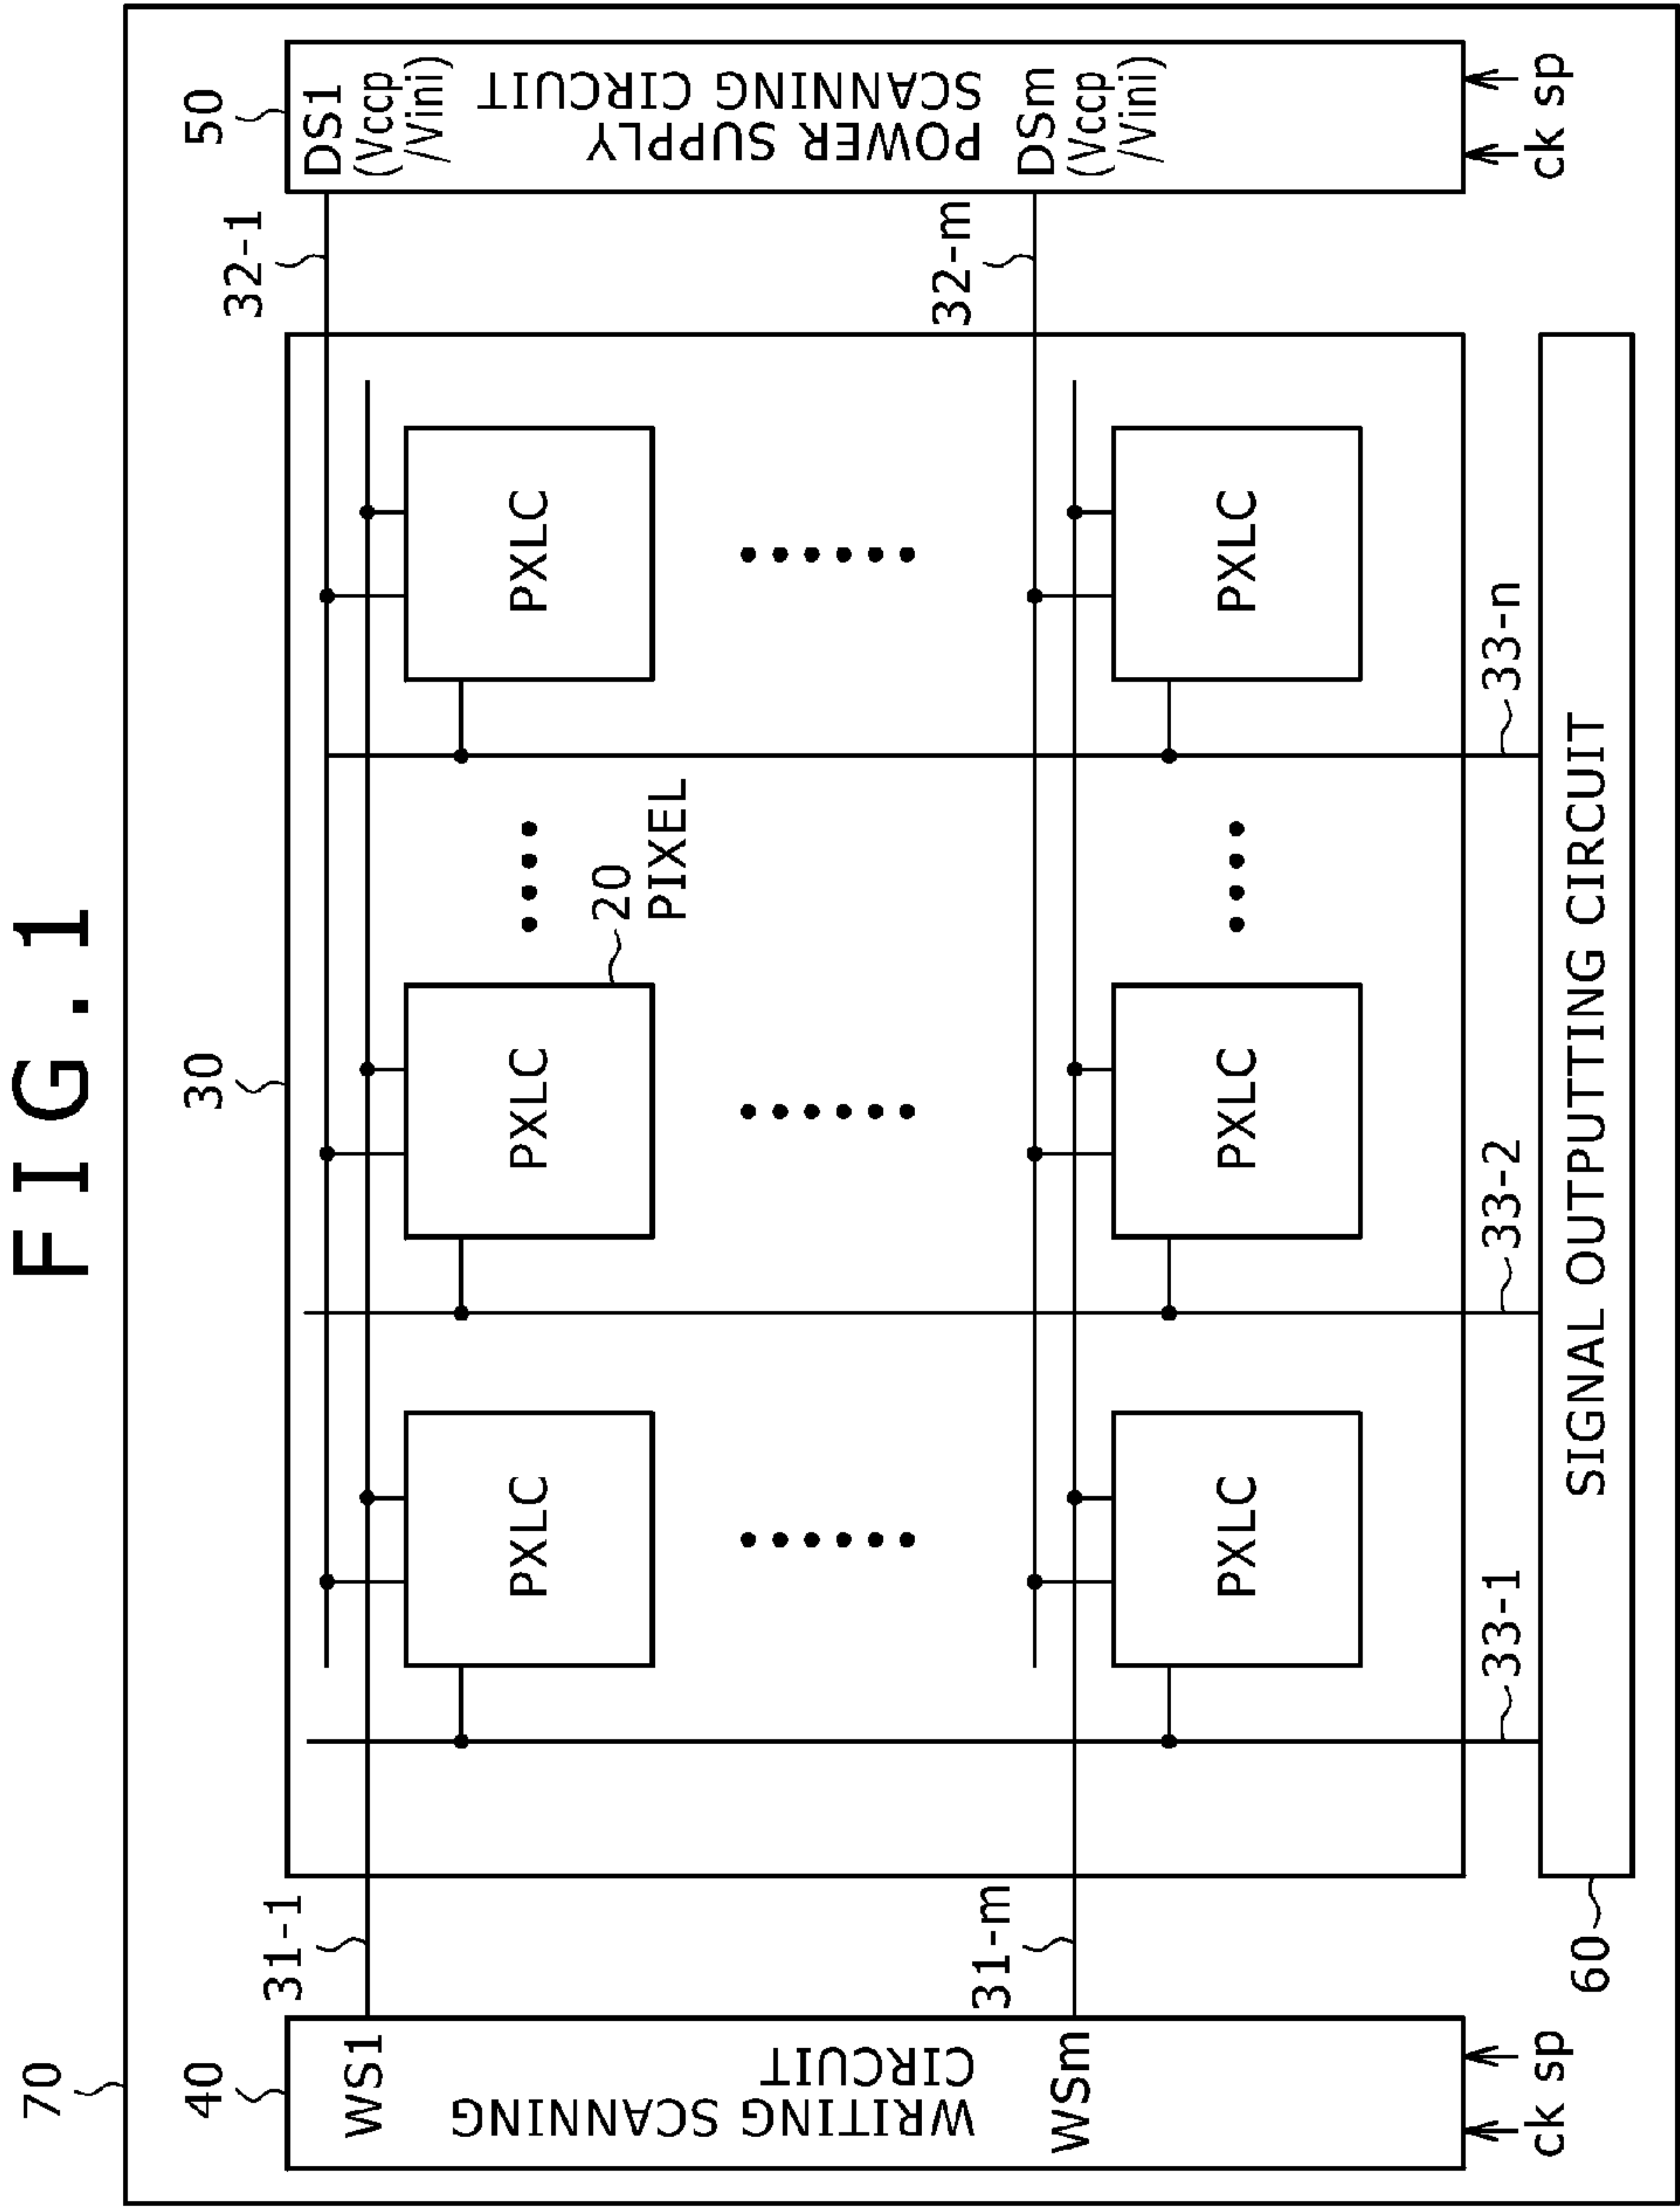 FIG.1
70
40
30
50
31-1
32-1
WS1
DS1
(Vccp
/Vini)
PXLC
PXLC
PXLC
20
PIXEL
WRITING SCANNING
CIRCUIT
POWER SUPPLY
SCANNING CIRCUIT
31-m
32-m
WSm
DSm
(Vccp
/Vini)
PXLC
PXLC
PXLC
33-1
33-2
33-n
ck sp
ck sp
60
SIGNAL OUTPUTTING CIRCUIT